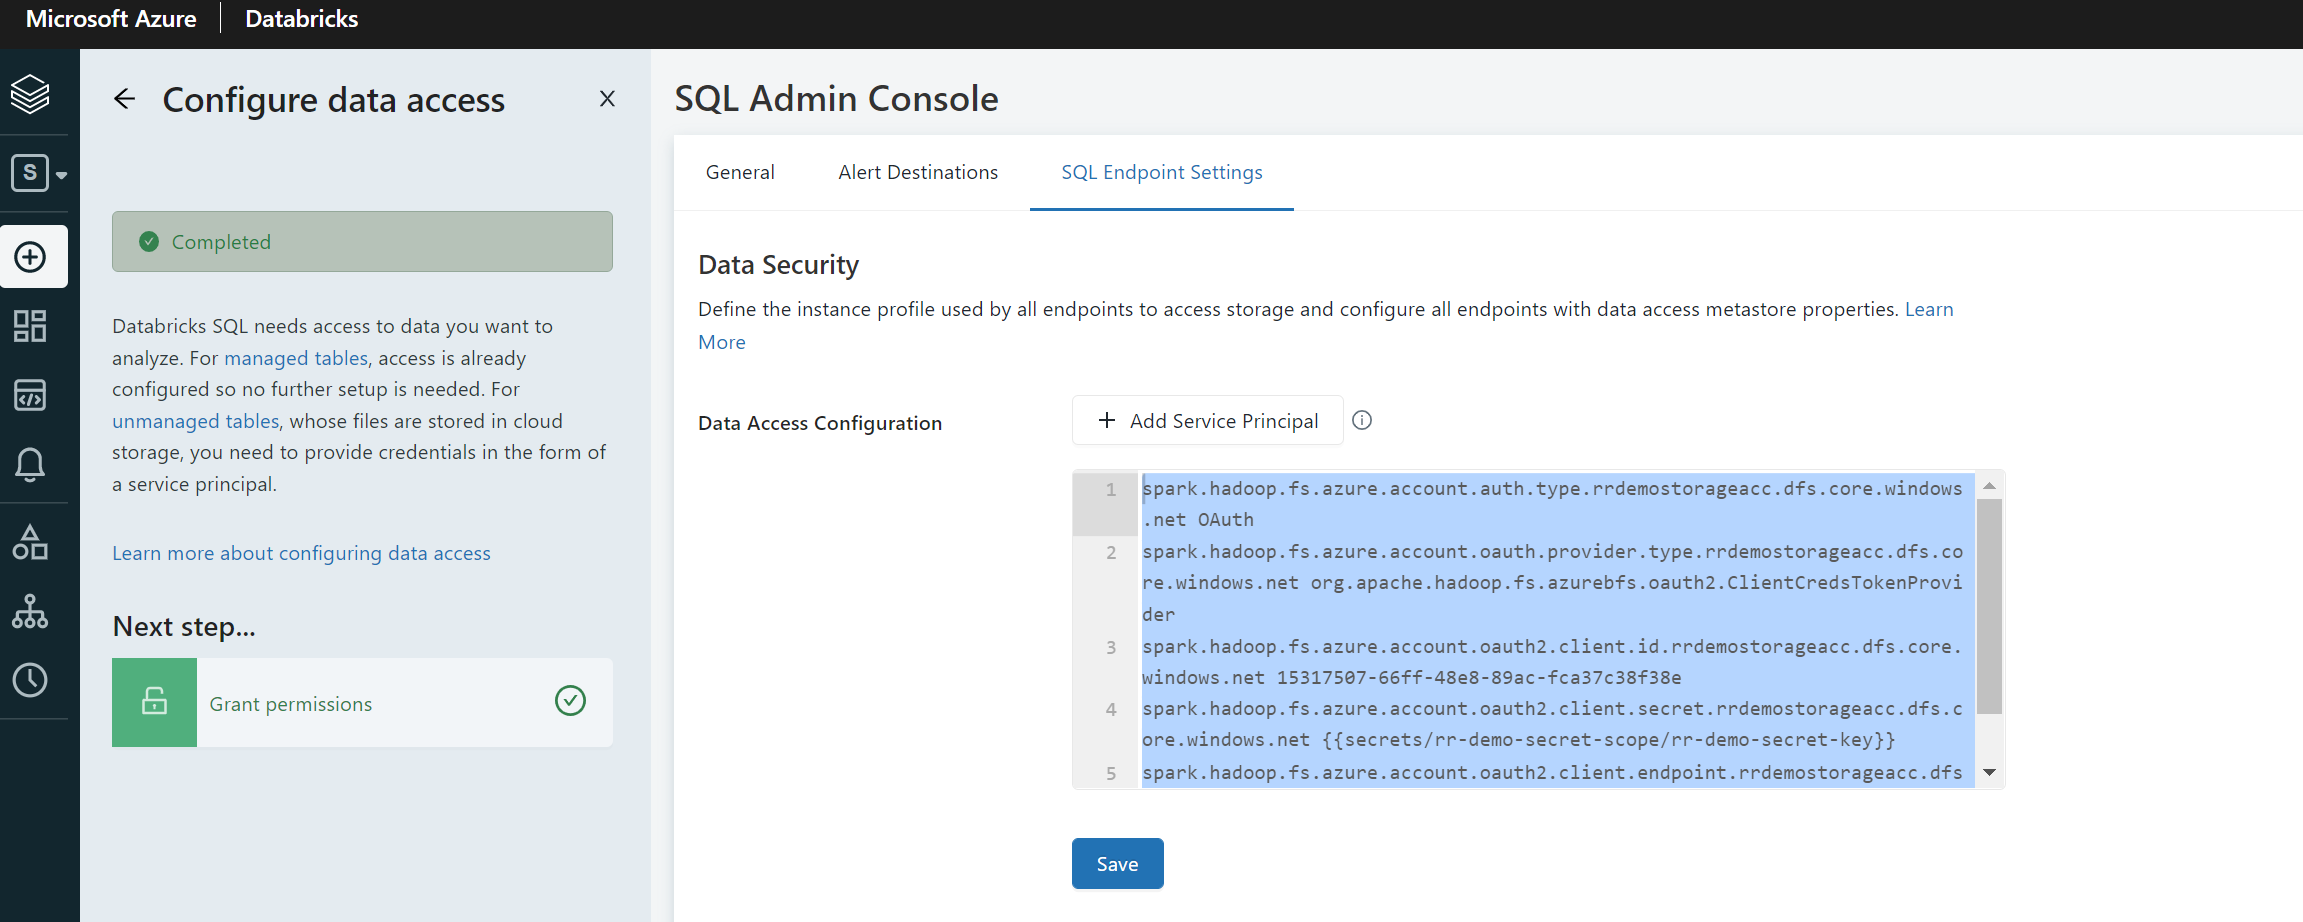 Microsoft Azure
Databricks
S
Configure data access
X
Completed
Databricks SQL needs access to data you want to
analyze. For managed tables, access is already
configured so no further setup is needed. For
unmanaged tables, whose files are stored in cloud
storage, you need to provide credentials in the form of
a service principal.
Learn more about configuring data access
Next step...
Grant permissions
SQL Admin Console
General
Alert Destinations
SQL Endpoint Settings
Data Security
Define the instance profile used by all endpoints to access storage and configure all endpoints with data access metastore properties. Learn
More
Data Access Configuration
+ Add Service Principal
1 spark.hadoop.fs.azure.account.auth.type.rrdemostorageacc.dfs.core.windows
.net OAuth
2 spark.hadoop.fs.azure.account.oauth.provider.type.rrdemostorageacc.dfs.co
re.windows.net org.apache.hadoop.fs.azurebfs.oauth2.ClientCredsTokenProvi
der
3 spark.hadoop.fs.azure.account.oauth2.client.id.rrdemostorageacc.dfs.core.
windows.net 15317507-66ff-48e8-89ac-fca37c38f38e
4 spark.hadoop.fs.azure.account.oauth2.client.secret.rrdemostorageacc.dfs.c
ore.windows.net {{secrets/rr-demo-secret-scope/rr-demo-secret-key}}
5 spark.hadoop.fs.azure.account.oauth2.client.endpoint.rrdemostorageacc.dfs
Save